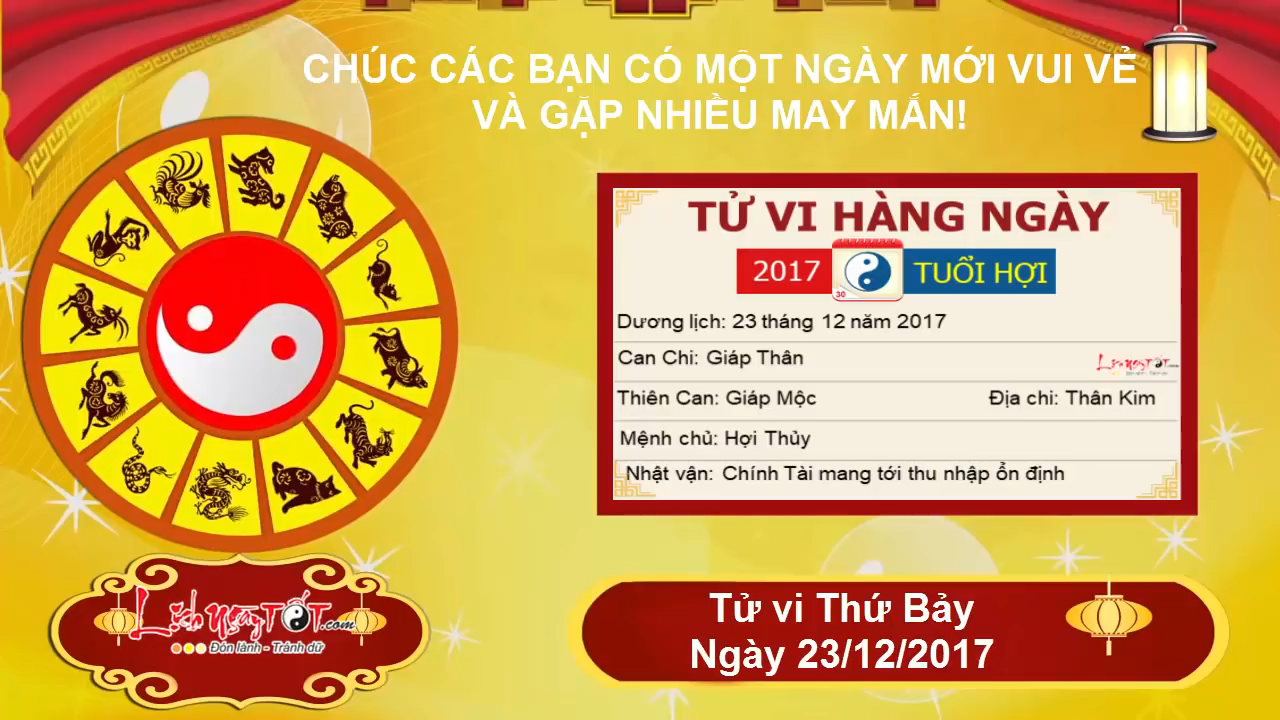 CHÚC CÁC BẠN CÓ MỘT NGÀY MỚI VUI VẺ
VÀ GẶP NHIỀU MAY MẮN!
TỬ VI HÀNG NGÀY
2017 30 TUỔI HỢI
Dương lịch: 23 tháng 12 năm 2017
Can Chi: Giáp Thân
LịchNgàyTỐT.com
Thiên Can: Giáp Mộc Địa chi: Thân Kim
Mệnh chủ: Hợi Thủy
Nhật vận: Chính Tài mang tới thu nhập ổn định
LịchNgàyTỐT.com
Đón lành - Tránh dữ
Tử vi Thứ Bảy
Ngày 23/12/2017